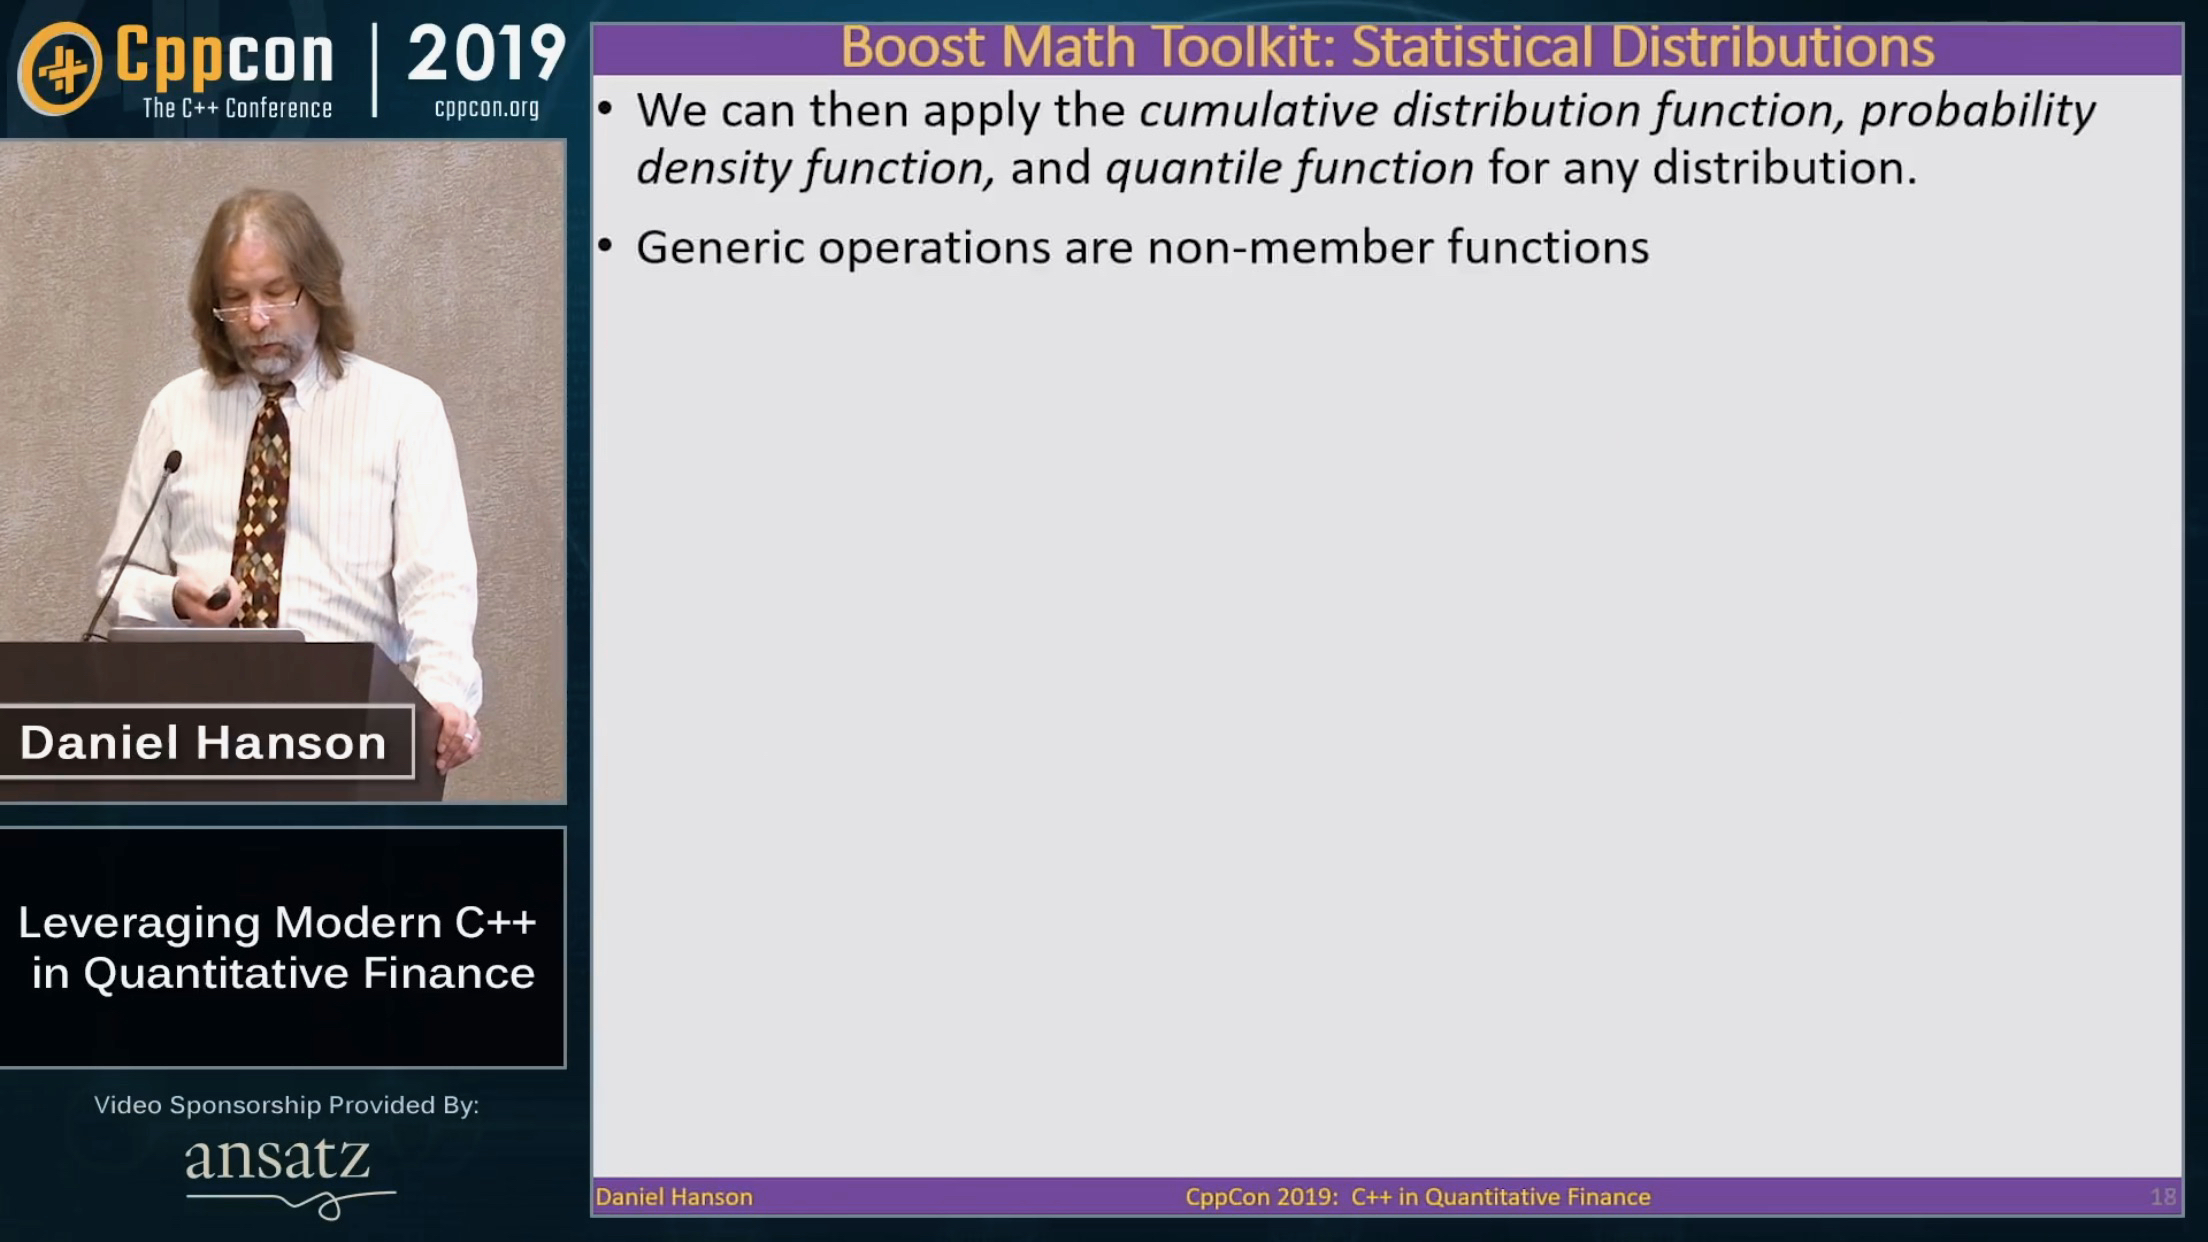 Cppcon
The C++ Conference
2019
cppcon.org
Daniel Hanson
Leveraging Modern C++
in Quantitative Finance
Video Sponsorship Provided By:
ansatz
Boost Math Toolkit: Statistical Distributions
• We can then apply the cumulative distribution function, probability
density function, and quantile function for any distribution.
• Generic operations are non-member functions
Daniel Hanson
CppCon 2019: C++ in Quantitative Finance
18